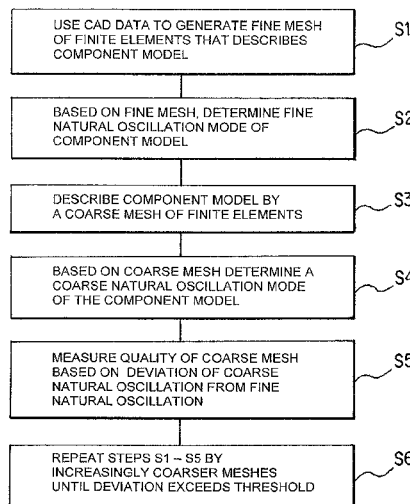 USE CAD DATA TO GENERATE FINE MESH
OF FINITE ELEMENTS THAT DESCRIBES
COMPONENT MODEL
S1
BASED ON FINE MESH, DETERMINE FINE
NATURAL OSCILLATION MODE OF
COMPONENT MODEL
S2
DESCRIBE COMPONENT MODEL BY
A COARSE MESH OF FINITE ELEMENTS
S3
BASED ON COARSE MESH DETERMINE A
COARSE NATURAL OSCILLATION MODE
OF THE COMPONENT MODEL
S4
MEASURE QUALITY OF COARSE MESH
BASED ON DEVIATION OF COARSE
NATURAL OSCILLATION FROM FINE
NATURAL OSCILLATION
S5
REPEAT STEPS S1 – S5 BY
INCREASINGLY COARSER MESHES
UNTIL DEVIATION EXCEEDS THRESHOLD
S6